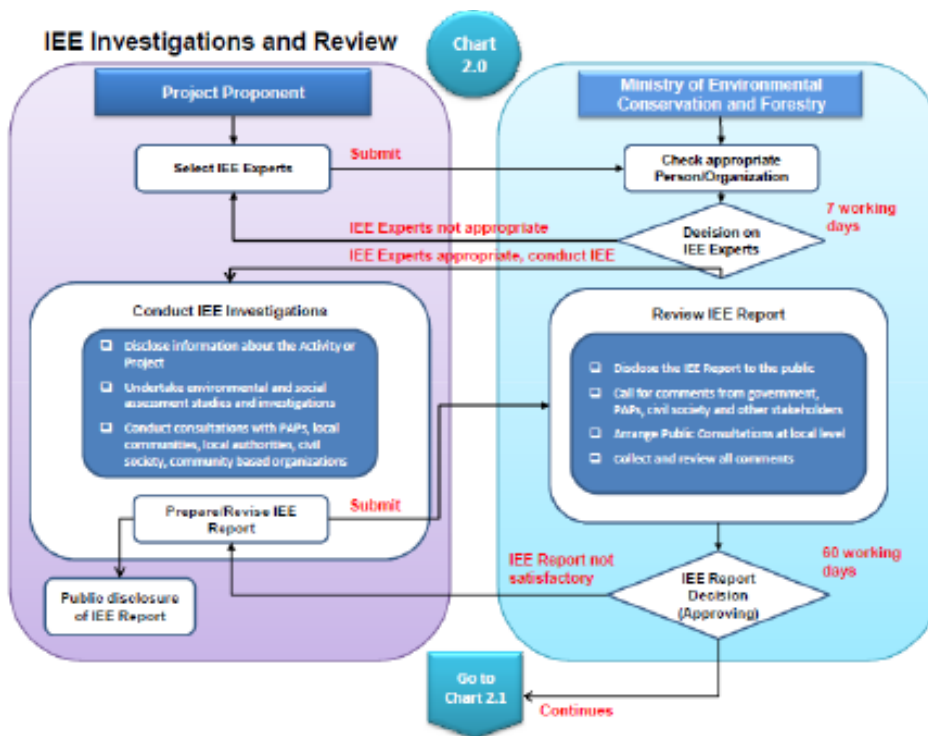 IEE Investigations and Review
Chart
2.0
Project Proponent
Ministry of Environmental
Conservation and Forestry
Select IEE Experts
Submit
Check appropriate
Person/Organization
IEE Experts not appropriate
Decision on
IEE Experts
7 working
days
IEE Experts appropriate, conduct IEE
Conduct IEE Investigations
Disclose information about the Activity or
Project
Undertake environmental and social
assessment studies and investigations
Conduct consultations with PAPs, local
communities, local authorities, civil
society, community based organizations
Prepare/Revise IEE
Report
Submit
Public disclosure
of IEE Report
Review IEE Report
Disclose the IEE Report to the public
Call for comments from government,
PAPs, civil society and other stakeholders
Arrange Public Consultations at local level
Collect and review all comments
IEE Report not
satisfactory
IEE Report
Decision
(Approving)
60 working
days
Go to
Chart 2.1
Continues